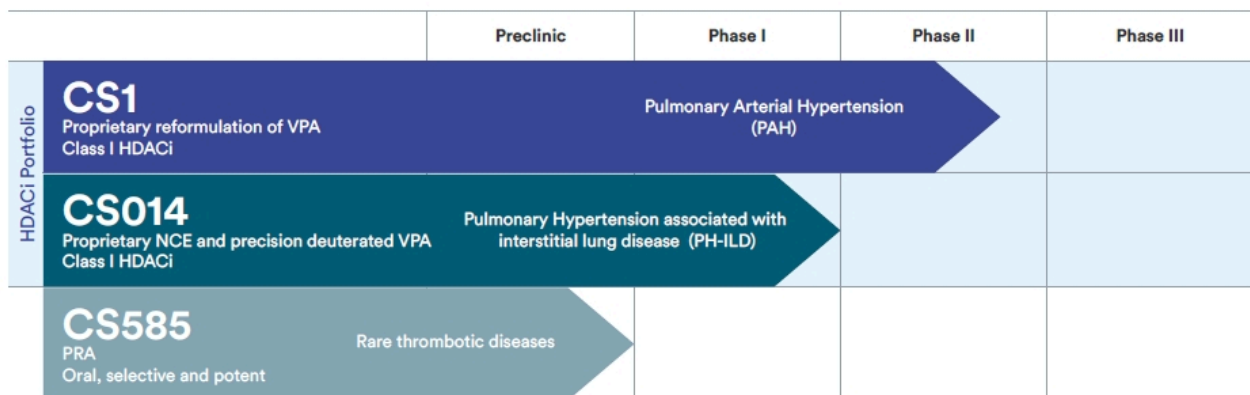 Preclinic Phase I Phase II Phase III
HDACi Portfolio
CS1
Proprietary reformulation of VPA
Class I HDACi
Pulmonary Arterial Hypertension
(PAH)
CS014
Proprietary NCE and precision deuterated VPA
Class I HDACi
Pulmonary Hypertension associated with
interstitial lung disease (PH-ILD)
CS585
PRA
Oral, selective and potent
Rare thrombotic diseases